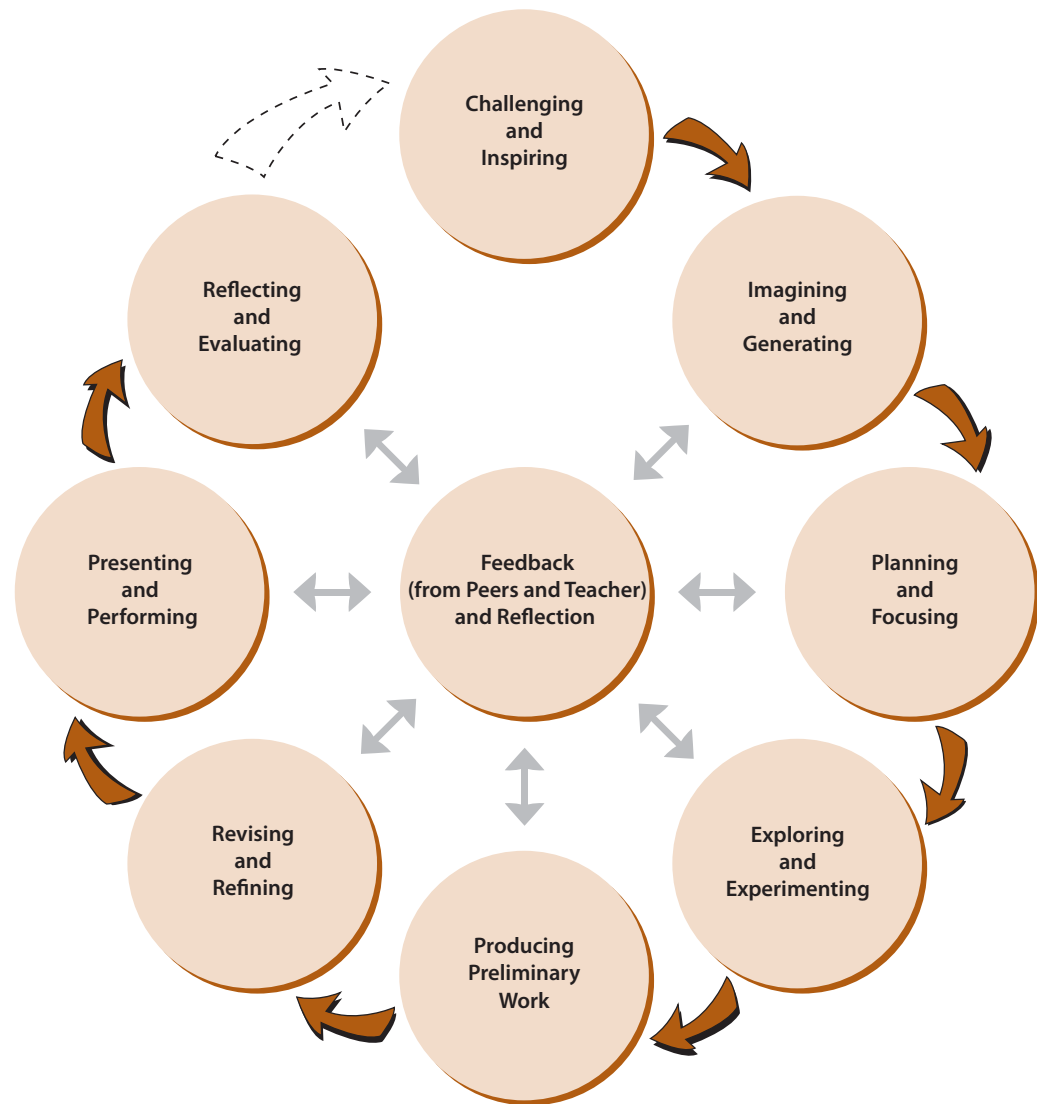 Challenging
and
Inspiring
Imagining
and
Generating
Planning
and
Focusing
Exploring
and
Experimenting
Producing
Preliminary
Work
Revising
and
Refining
Presenting
and
Performing
Reflecting
and
Evaluating
Feedback
(from Peers and Teacher)
and Reflection